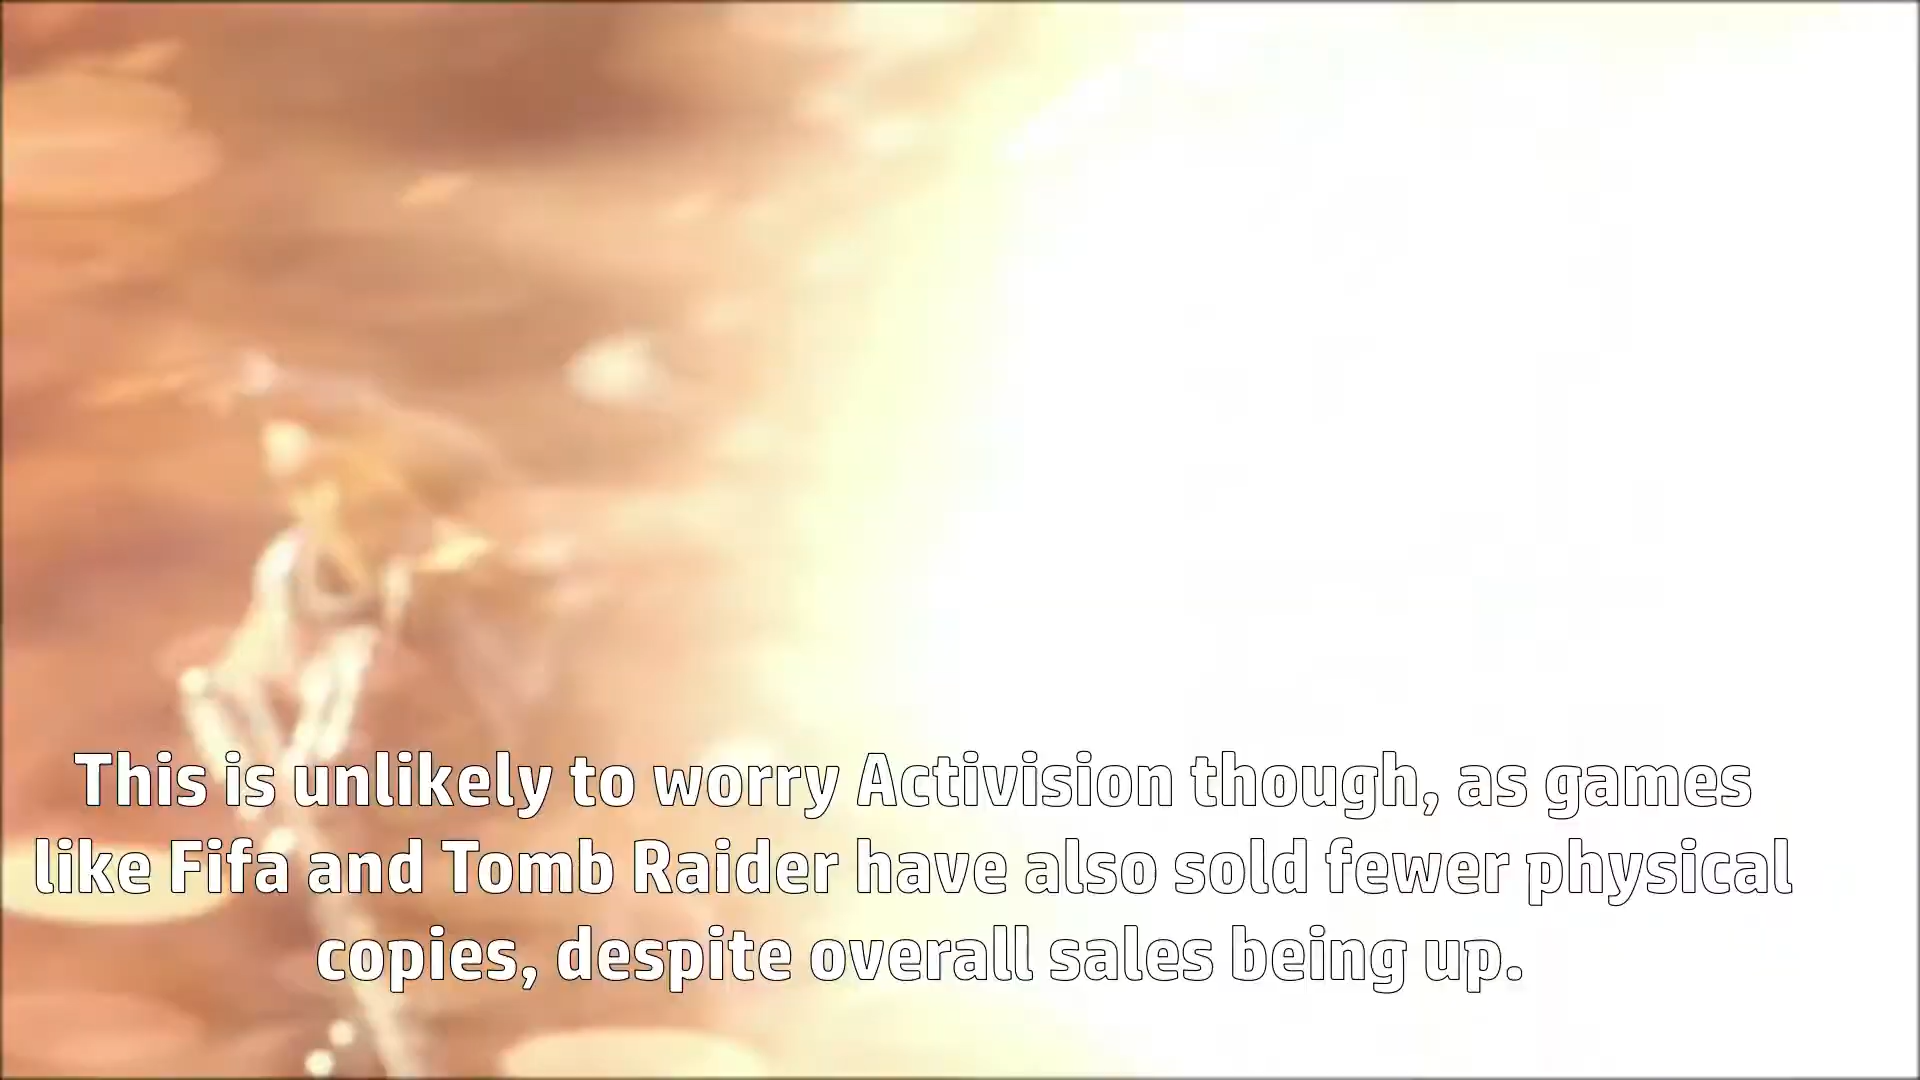 This is unlikely to worry Activision though, as games
like Fifa and Tomb Raider have also sold fewer physical
copies, despite overall sales being up.